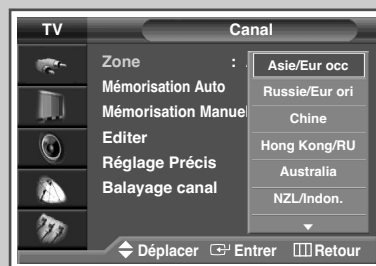 TV
Canal
Zone : .
Mémorisation Auto
Mémorisation Manuel
Editer
Réglage Précis
Balayage canal
Asie/Eur occ
Russie/Eur ori
Chine
Hong Kong/RU
Australia
NZL/Indon.
Déplacer Entrer Retour